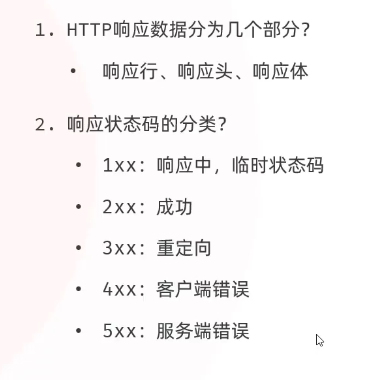 1. HTTP响应数据分为几个部分?
• 响应行、响应头、响应体
2. 响应状态码的分类?
• 1xx: 响应中，临时状态码
• 2xx: 成功
• 3xx: 重定向
• 4xx: 客户端错误
• 5xx: 服务端错误